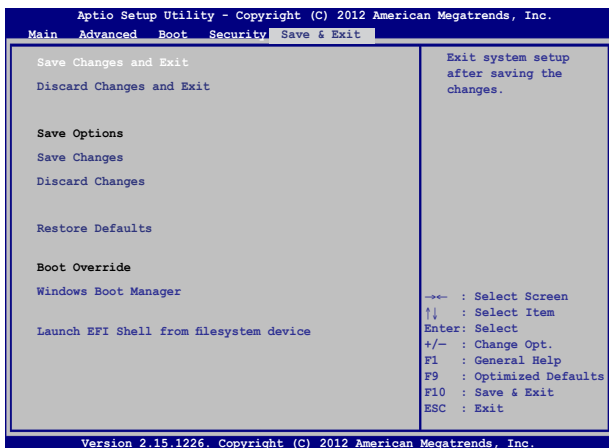 Aptio Setup Utility - Copyright (C) 2012 American Megatrends, Inc.
Main Advanced Boot Security Save & Exit
Save Changes and Exit
Discard Changes and Exit
Save Options
Save Changes
Discard Changes
Restore Defaults
Boot Override
Windows Boot Manager
Launch EFI Shell from filesystem device
Exit system setup
after saving the
changes.
→← : Select Screen
↑↓ : Select Item
Enter: Select
+/— : Change Opt.
F1 : General Help
F9 : Optimized Defaults
F10 : Save & Exit
ESC : Exit
Version 2.15.1226. Copyright (C) 2012 American Megatrends, Inc.